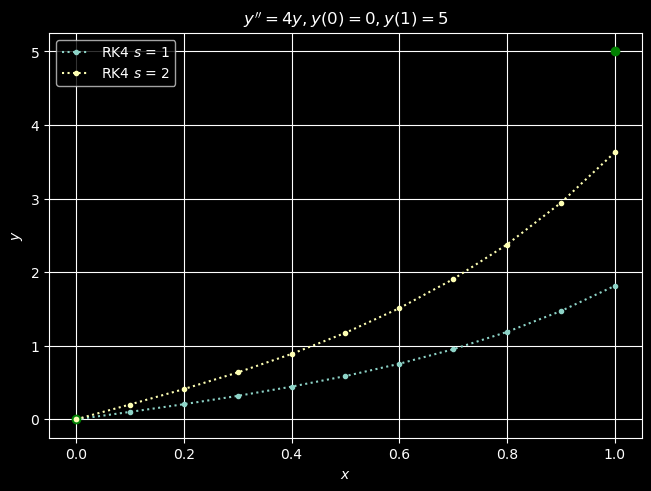 y'' = 4y, y(0) = 0, y(1) = 5
RK4 s = 1
RK4 s = 2
5
4
3
2
1
0
y
0.0 0.2 0.4 0.6 0.8 1.0
x